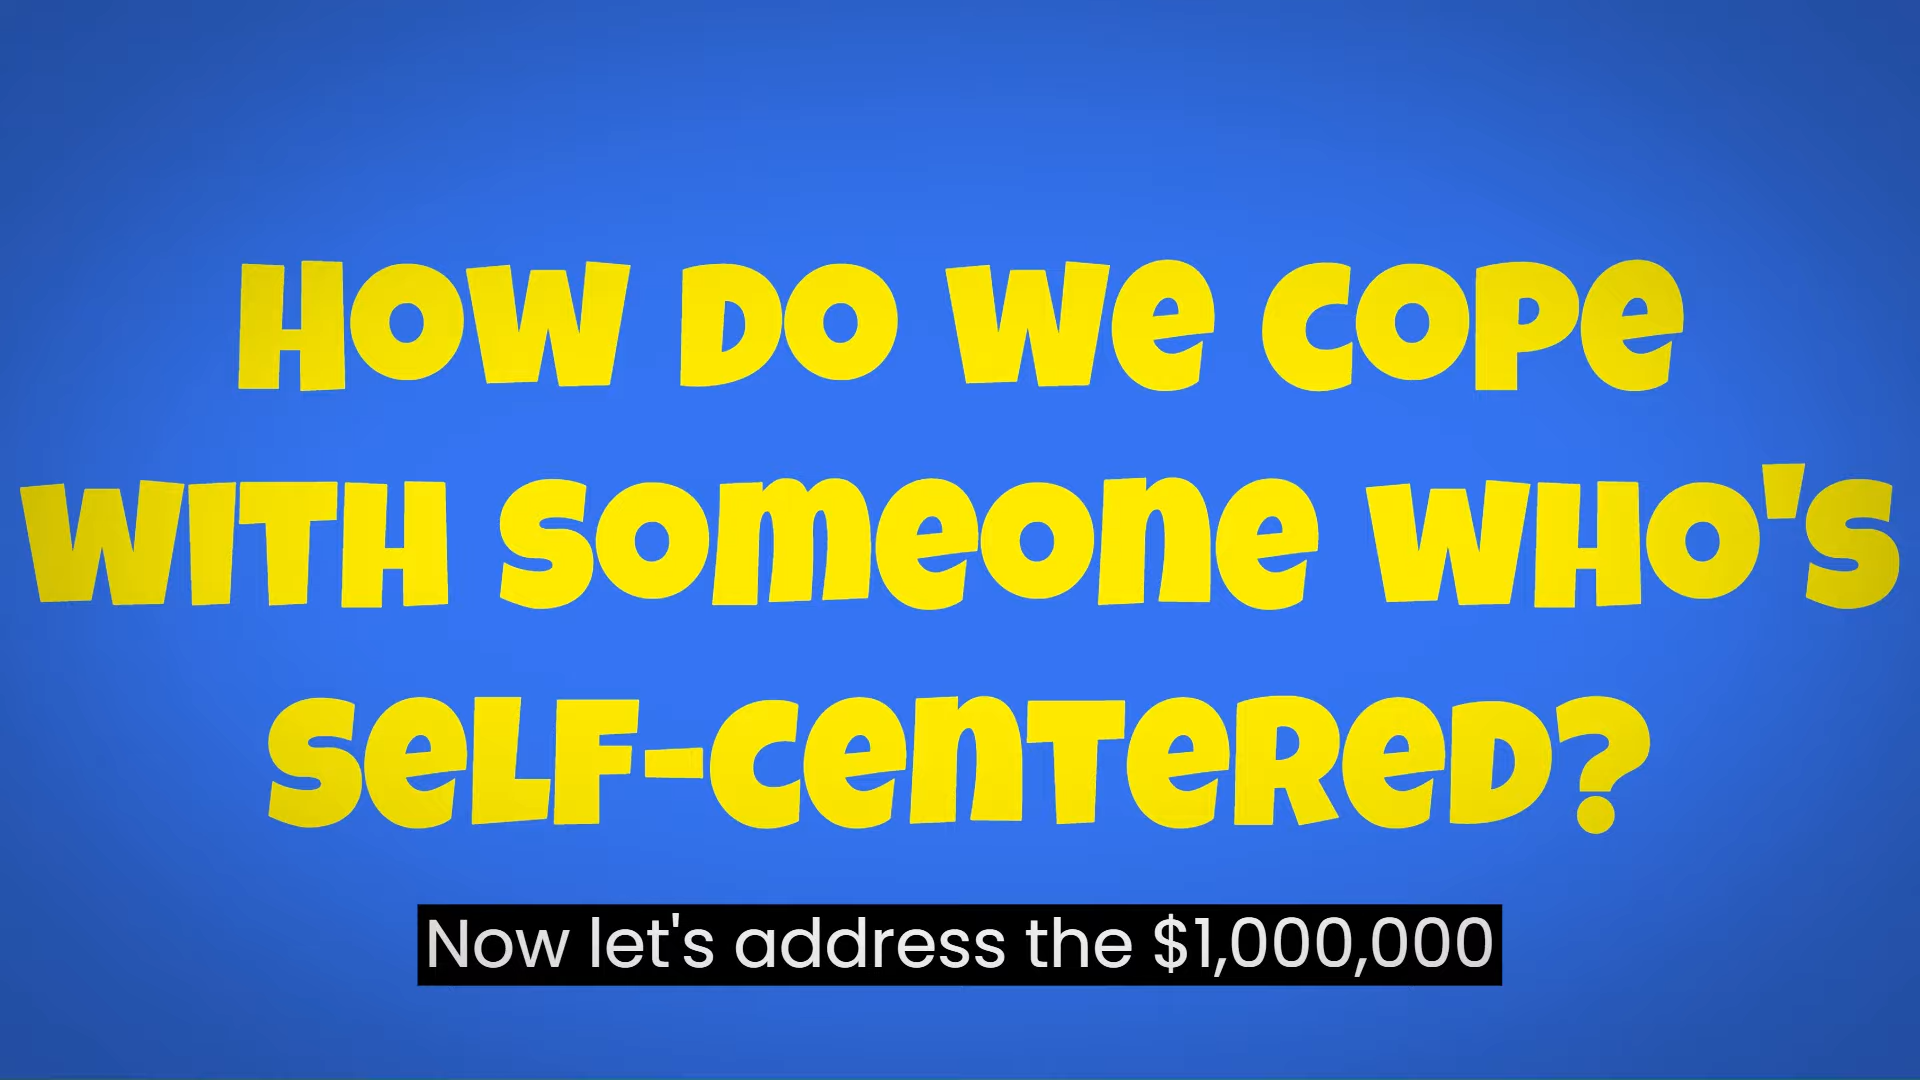 How do we cope
with someone who's
self-centered?
Now let's address the $1,000,000